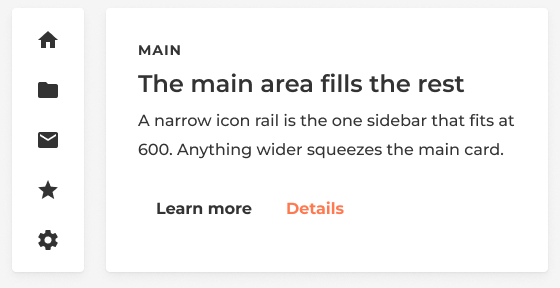 MAIN
The main area fills the rest
A narrow icon rail is the one sidebar that fits at
600. Anything wider squeezes the main card.
Learn more Details